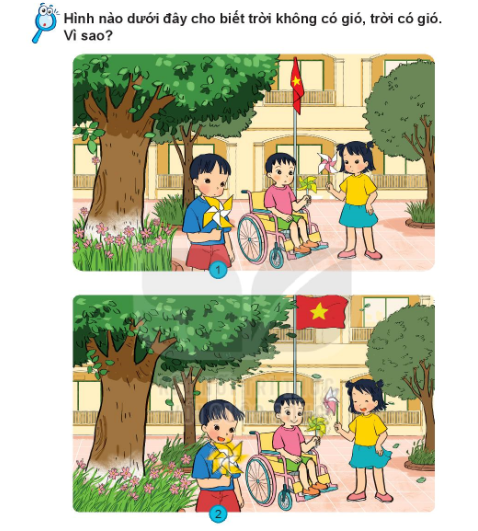 Hình nào dưới đây cho biết trời không có gió, trời có gió.
Vì sao?
1
2